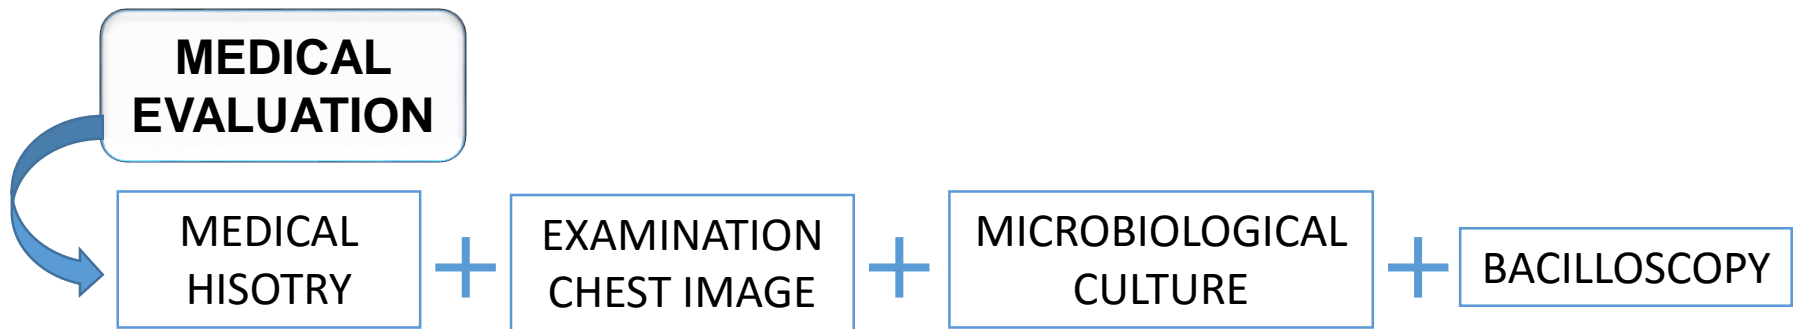 MEDICAL
EVALUATION
MEDICAL
HISOTRY
EXAMINATION
CHEST IMAGE
MICROBIOLOGICAL
CULTURE
BACILLOSCOPY